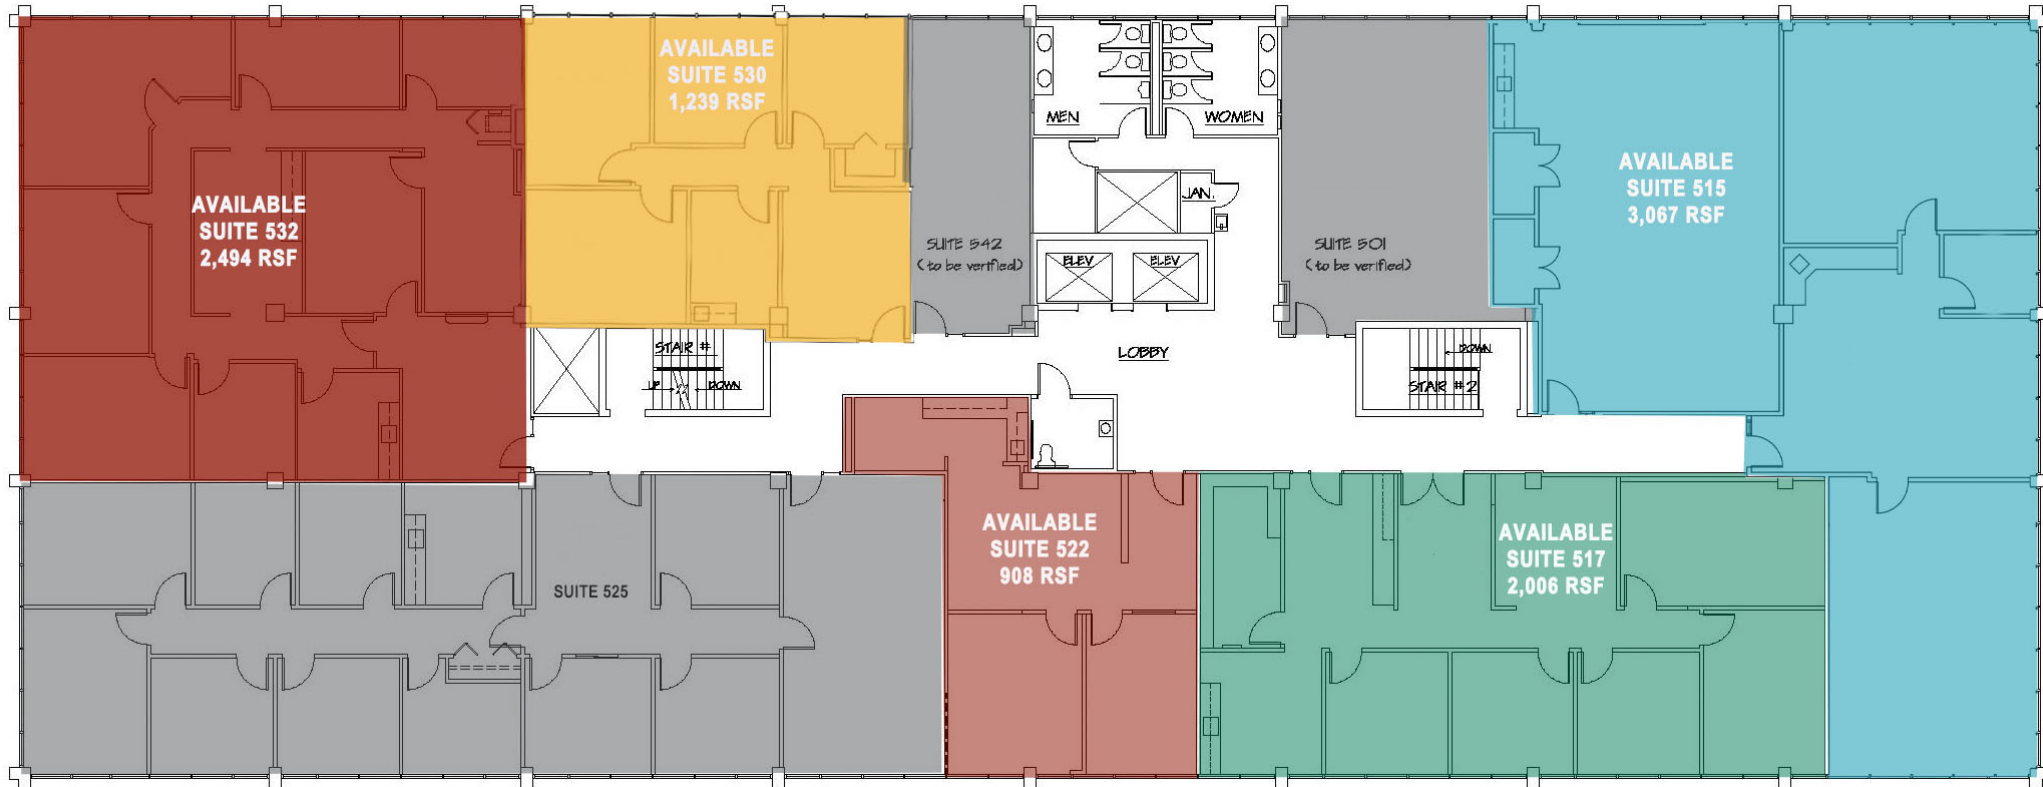 AVAILABLE
SUITE 530
1,239 RSF
MEN
WOMEN
AVAILABLE
SUITE 515
3,067 RSF
JAN.
AVAILABLE
SUITE 532
2,494 RSF
SUITE 542
(to be verified)
ELEV
ELEV
SUITE 501
(to be verified)
STAIR #
UP
DOWN
LOBBY
DOWN
STAIR #2
AVAILABLE
SUITE 522
908 RSF
AVAILABLE
SUITE 517
2,006 RSF
SUITE 525